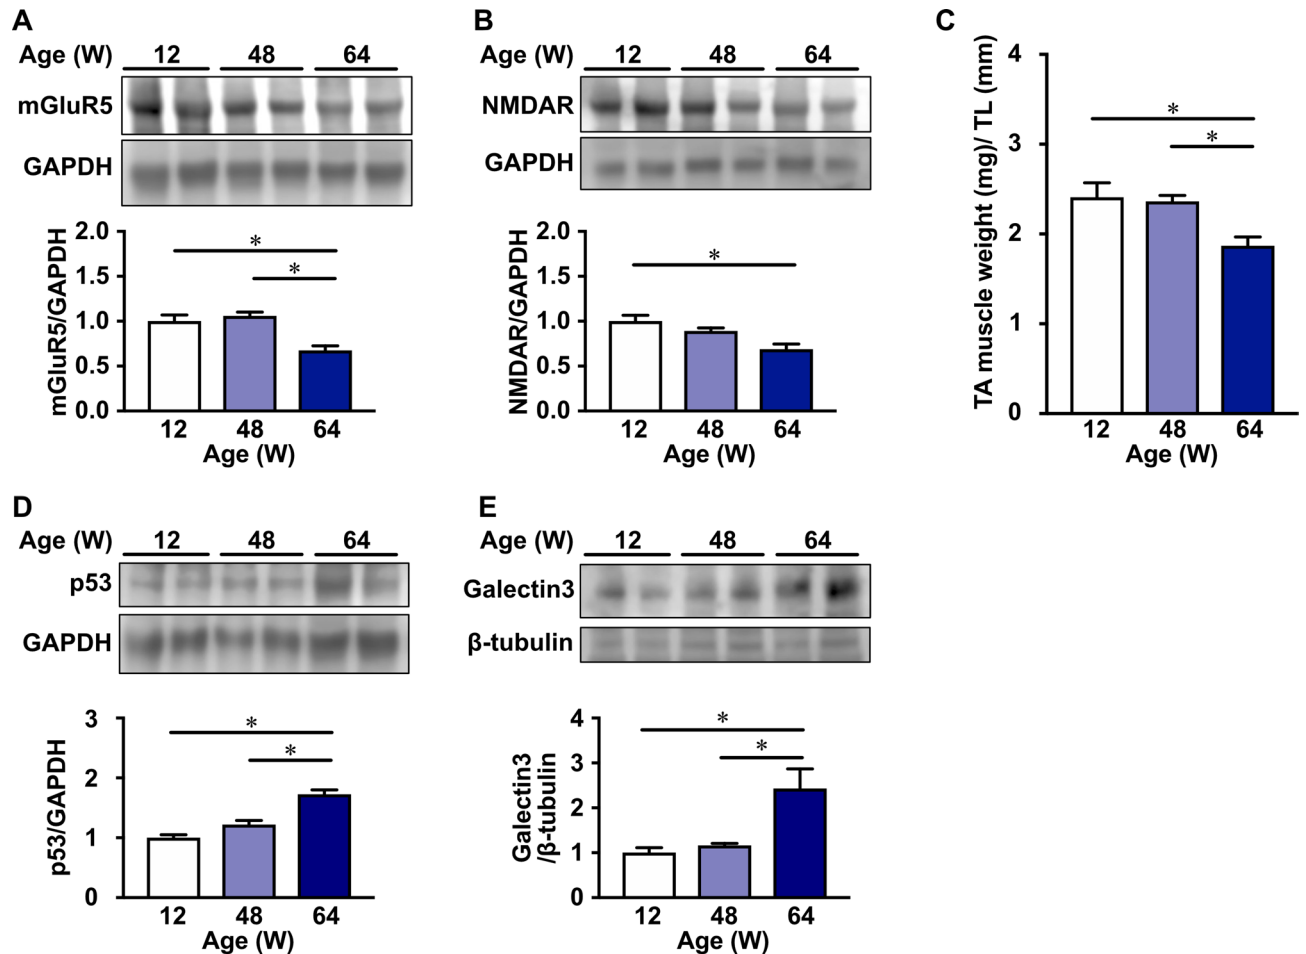 A
Age (W) 12 48 64
mGluR5
GAPDH
mGluR5/GAPDH
2.0
1.5
1.0
0.5
0.0
*
*
12 48 64
Age (W)
B
Age (W) 12 48 64
NMDAR
GAPDH
NMDAR/GAPDH
2.0
1.5
1.0
0.5
0.0
*
12 48 64
Age (W)
C
TA muscle weight (mg)/ TL (mm)
4
3
2
1
0
*
*
12 48 64
Age (W)
D
Age (W) 12 48 64
p53
GAPDH
p53/GAPDH
3
2
1
0
*
*
12 48 64
Age (W)
E
Age (W) 12 48 64
Galectin3
β-tubulin
Galectin3
/β-tubulin
4
3
2
1
0
*
*
12 48 64
Age (W)